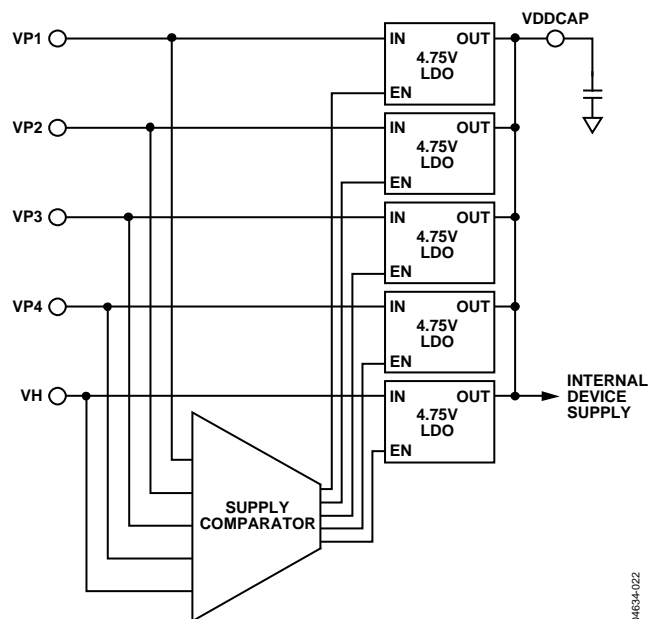 VP1
VP2
VP3
VP4
VH
IN OUT
4.75V
LDO
EN
IN OUT
4.75V
LDO
EN
IN OUT
4.75V
LDO
EN
IN OUT
4.75V
LDO
EN
IN OUT
4.75V
LDO
EN
VDDCAP
INTERNAL
DEVICE
SUPPLY
SUPPLY
COMPARATOR
04634-022